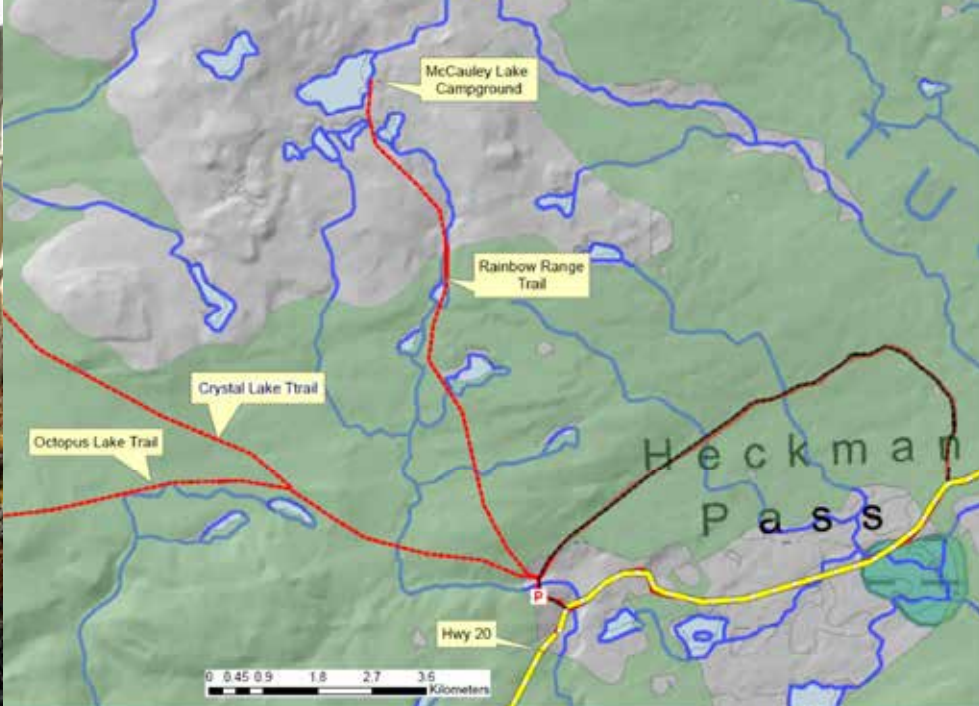 McCauley Lake
Campground
Rainbow Range
Trail
Crystal Lake Ttrail
Octopus Lake Trail
Heckman
Pass
P
Hwy 20
0 0.45 0.9 1.8 2.7 3.6
Kilometers